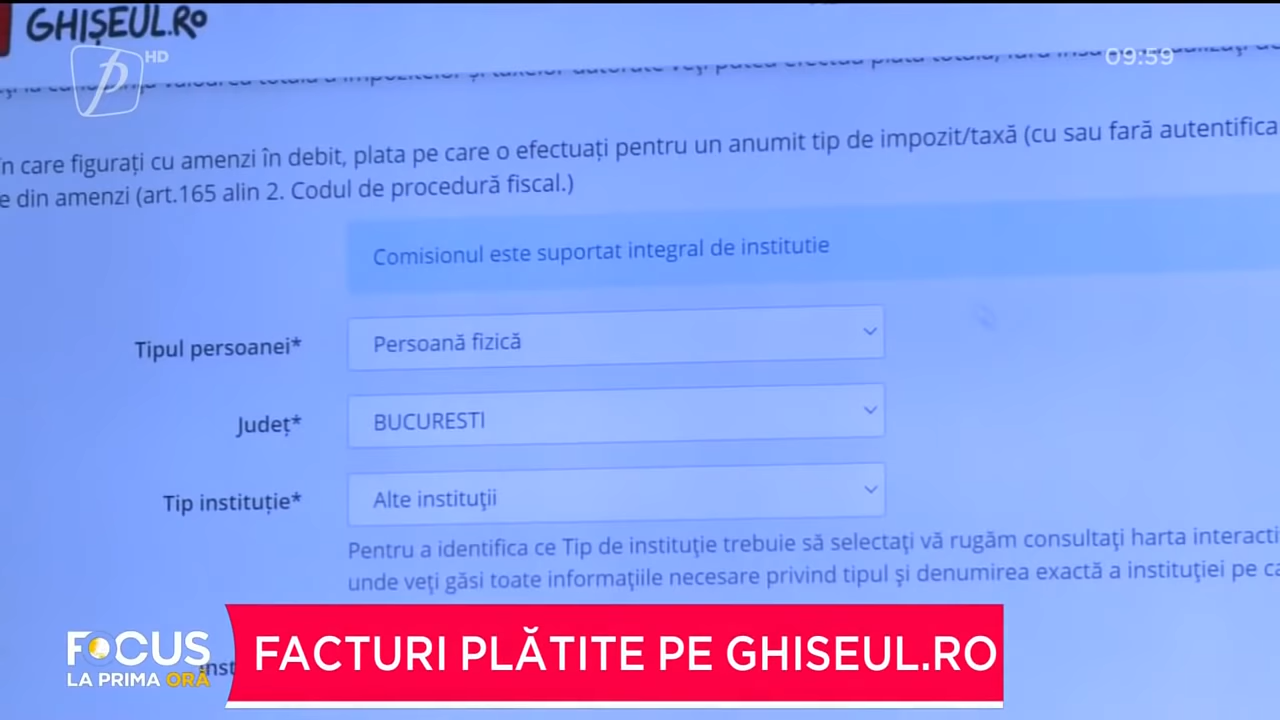 GHIȘEUL.RO
HD
09:59
în care figurați cu amenzi în debit, plata pe care o efectuați pentru un anumit tip de impozit/taxă (cu sau fară
e din amenzi (art.165 alin 2. Codul de procedură fiscal.)
Comisionul este suportat integral de institutie
Tipul persoanei*
Persoană fizică
Județ*
BUCURESTI
Tip instituție*
Alte instituţii
Pentru a identifica ce Tip de instituţie trebuie să selectaţi vă rugăm consultaţi harta
unde veţi găsi toate informaţiile necesare privind tipul şi denumirea exactă a instituţiei pe
FOCUS
LA PRIMA ORĂ
FACTURI PLĂTITE PE GHISEUL.RO